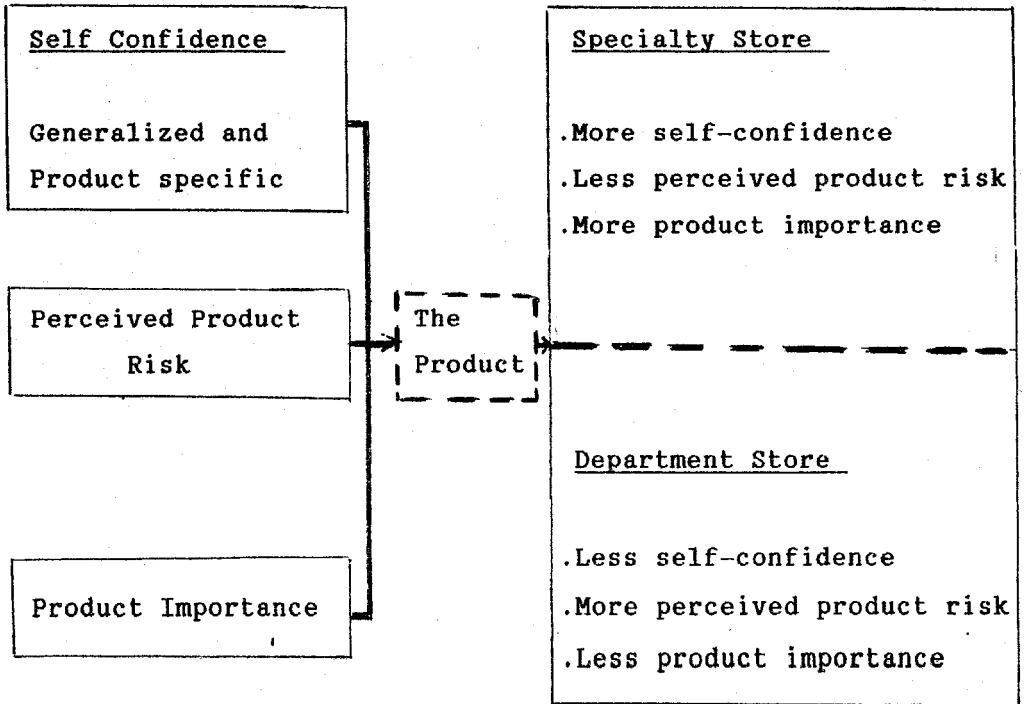 Self Confidence
Generalized and
Product specific
Perceived Product
Risk
Product Importance
The
Product
Specialty Store
.More self-confidence
.Less perceived product risk
.More product importance
Department Store
.Less self-confidence
.More perceived product risk
.Less product importance